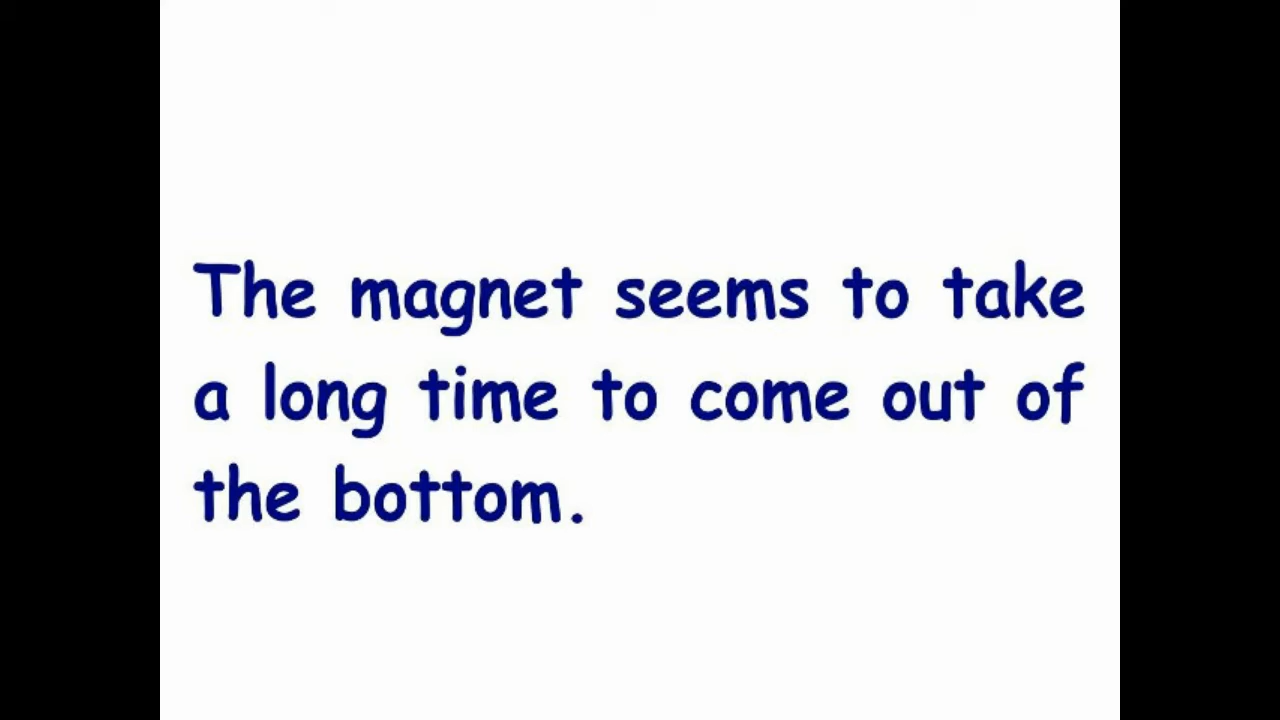 The magnet seems to take
a long time to come out of
the bottom.